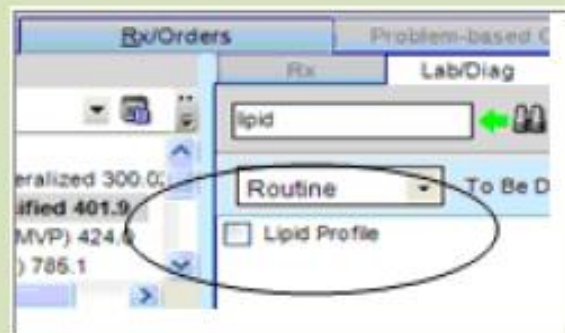 Rx/Orders
Problem-based
Rx
Lab/Diag
lipid
Routine
To Be D
Lipid Profile
eralized 300.0
ified 401.9
MVP) 424.0
) 785.1